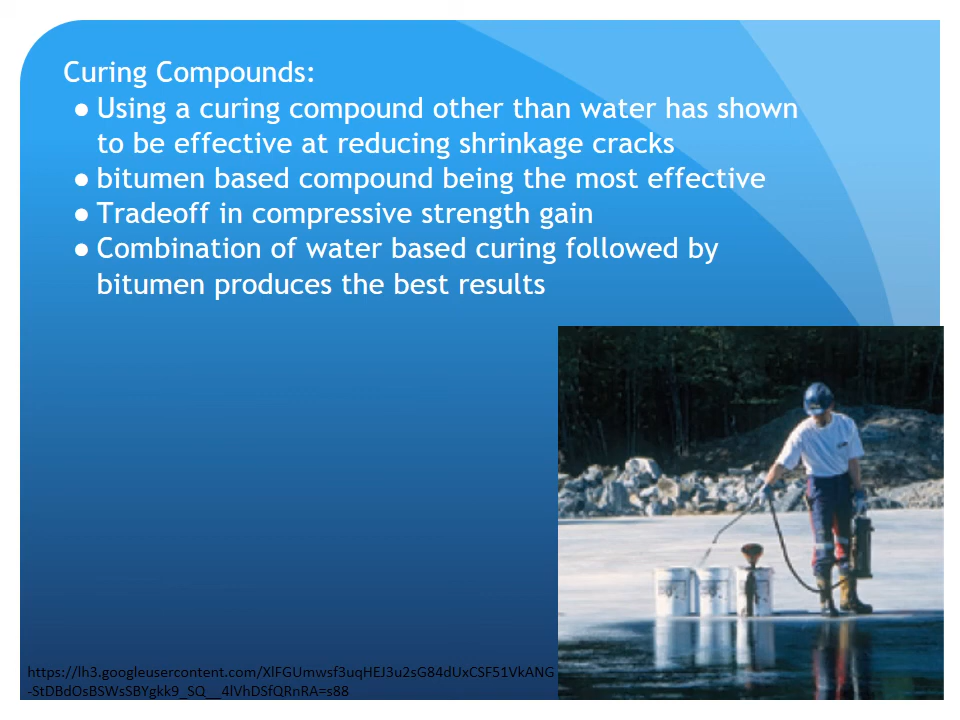 Curing Compounds:
● Using a curing compound other than water has shown
to be effective at reducing shrinkage cracks
● bitumen based compound being the most effective
● Tradeoff in compressive strength gain
● Combination of water based curing followed by
bitumen produces the best results
https://lh3.googleusercontent.com/XlFGUmwsf3uqHEJ3u2sG84dUxCSF51VkANG
-StDBdOsBSWsSBYgkk9_SQ__4lVhDSfQRnRA=s88